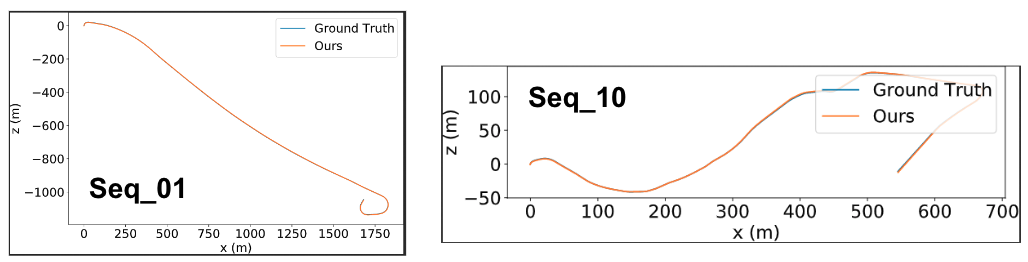 0
−200
−400
−600
−800
−1000
z (m)
Ground Truth
Ours
Seq_01
0 250 500 750 1000 1250 1500 1750
x (m)
100
50
0
−50
z (m)
Seq_10
Ground Truth
Ours
0 100 200 300 400 500 600 700
x (m)